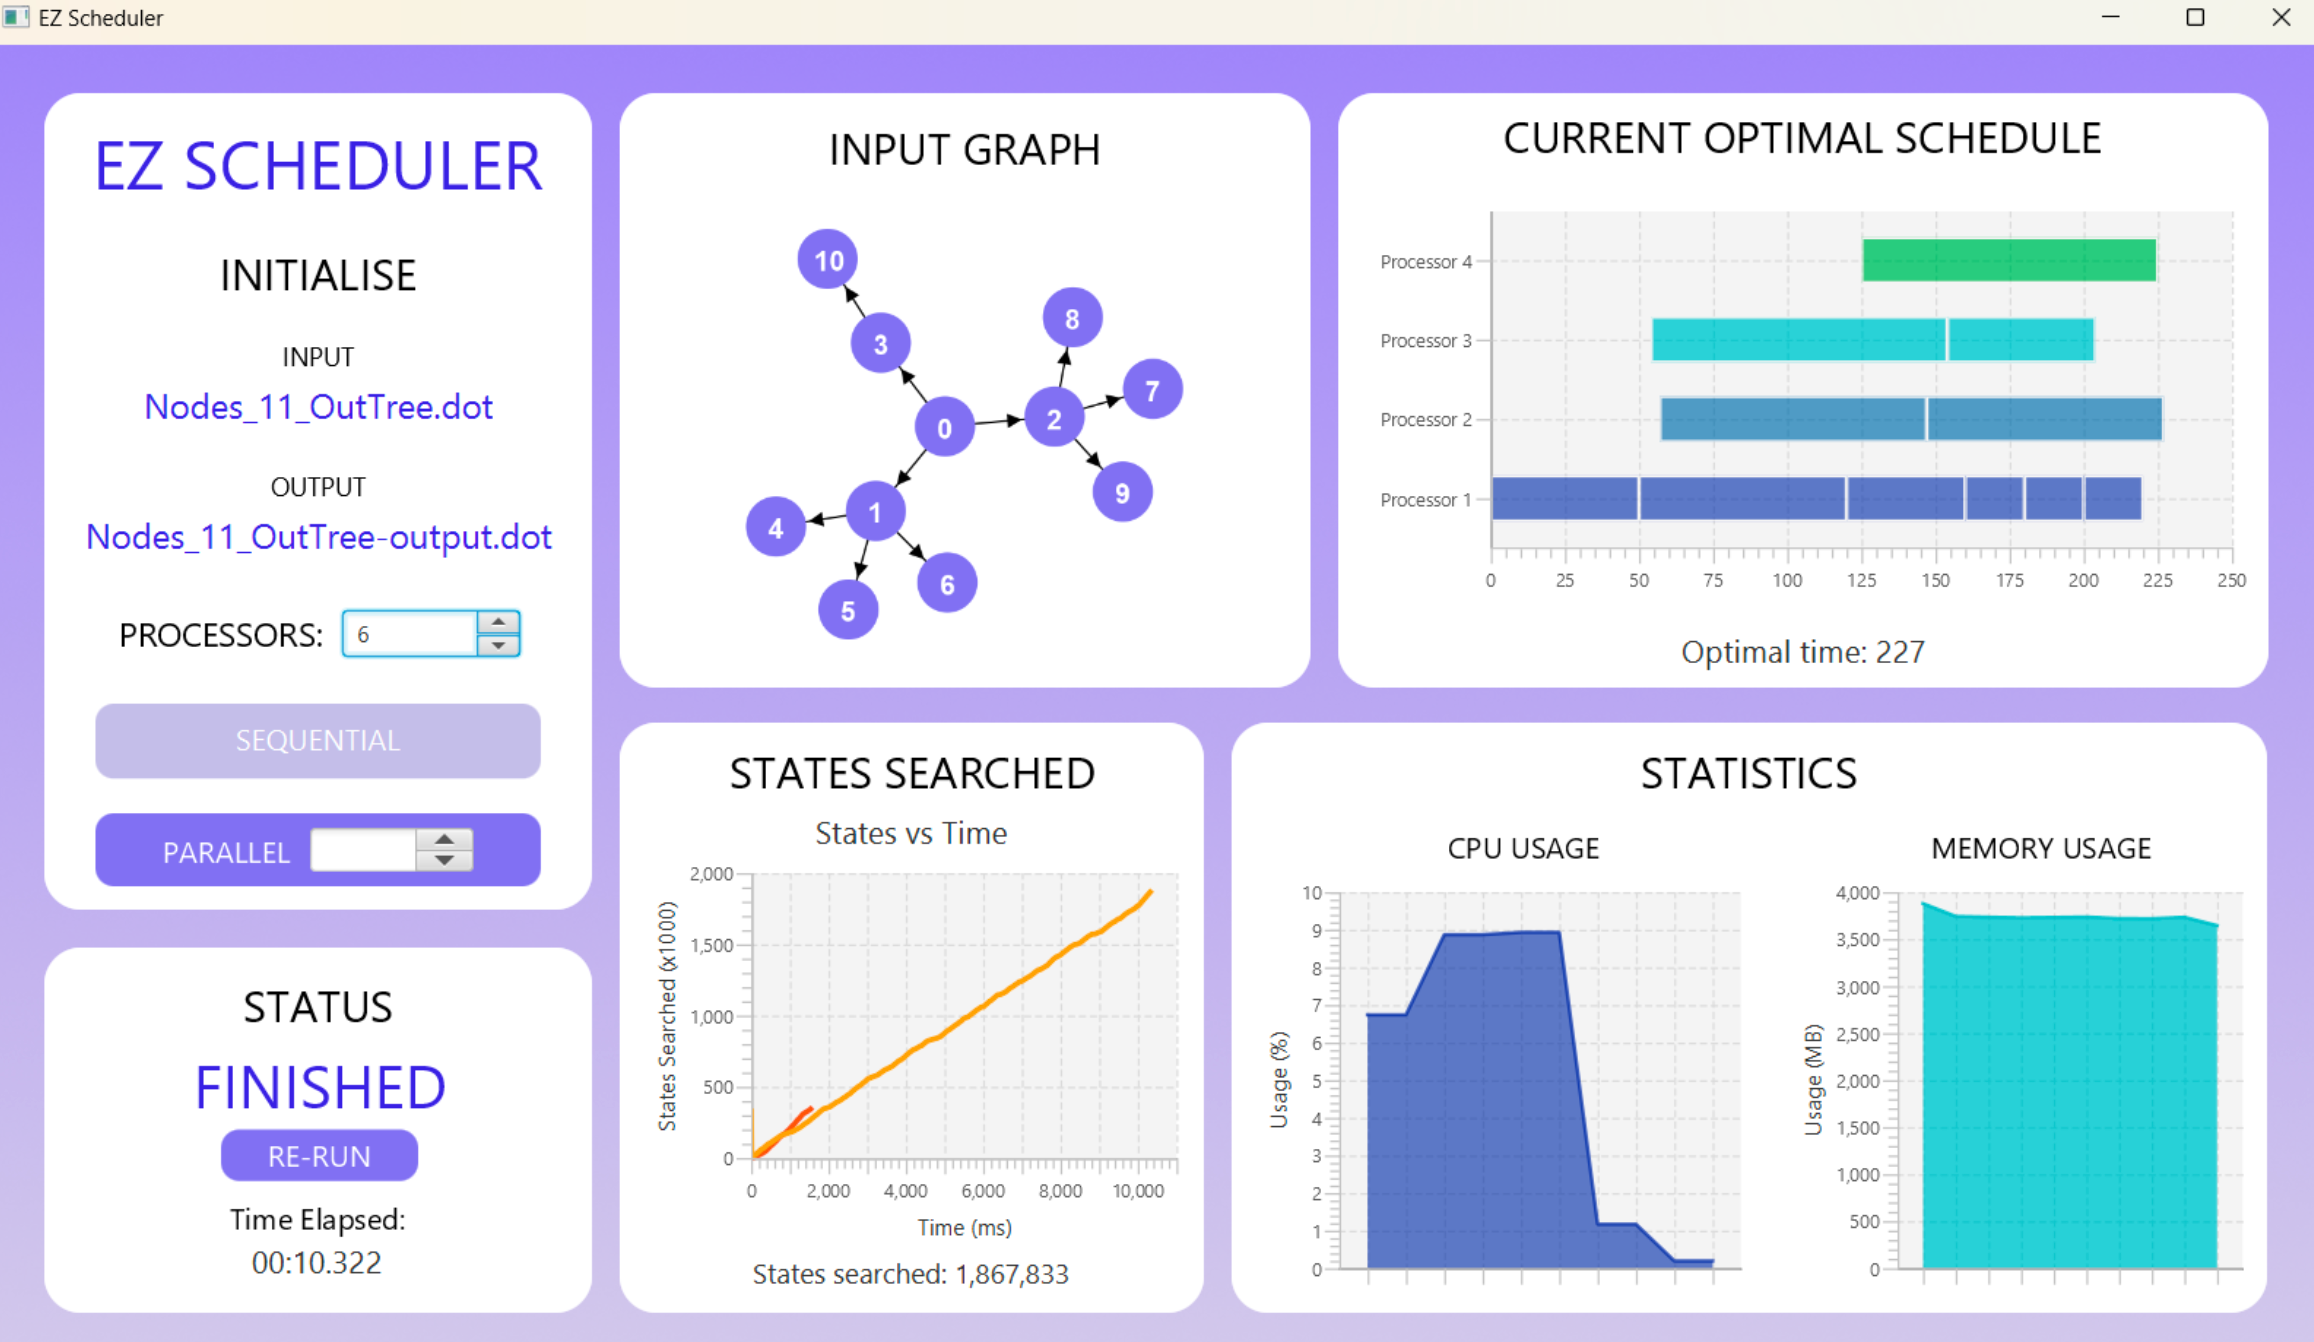 EZ Scheduler
EZ SCHEDULER
INITIALISE
INPUT
Nodes_11_OutTree.dot
OUTPUT
Nodes_11_OutTree-output.dot
PROCESSORS: 6
SEQUENTIAL
PARALLEL
STATUS
FINISHED
RE-RUN
Time Elapsed:
00:10.322
INPUT GRAPH
10
8
3
7
0
2
9
1
4
6
5
CURRENT OPTIMAL SCHEDULE
Processor 4
Processor 3
Processor 2
Processor 1
0 25 50 75 100 125 150 175 200 225 250
Optimal time: 227
STATES SEARCHED
States vs Time
States Searched (x1000)
2,000
1,500
1,000
500
0
0 2,000 4,000 6,000 8,000 10,000
Time (ms)
States searched: 1,867,833
STATISTICS
CPU USAGE
Usage (%)
10
9
8
7
6
5
4
3
2
1
0
MEMORY USAGE
Usage (MB)
4,000
3,500
3,000
2,500
2,000
1,500
1,000
500
0